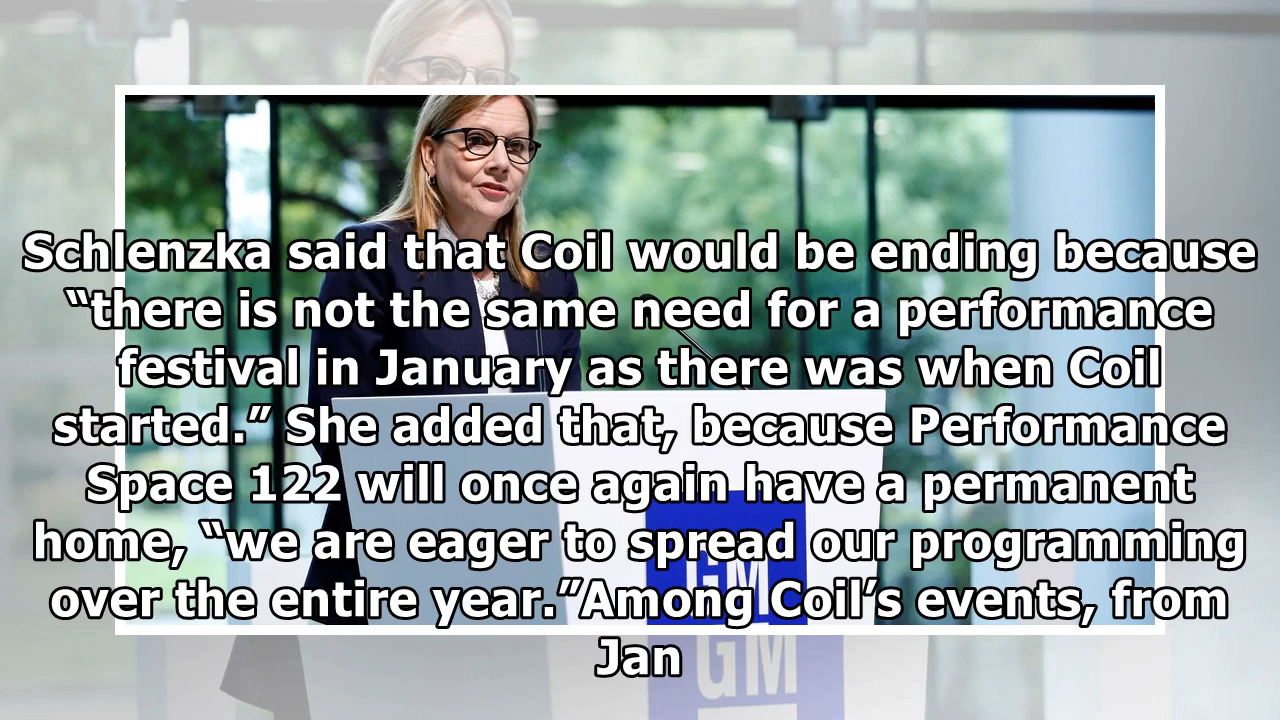 Schlenzka said that Coil would be ending because
“there is not the same need for a performance
festival in January as there was when Coil
started.” She added that, because Performance
Space 122 will once again have a permanent
home, “we are eager to spread our programming
over the entire year.”Among Coil’s events, from
Jan
GM
GM